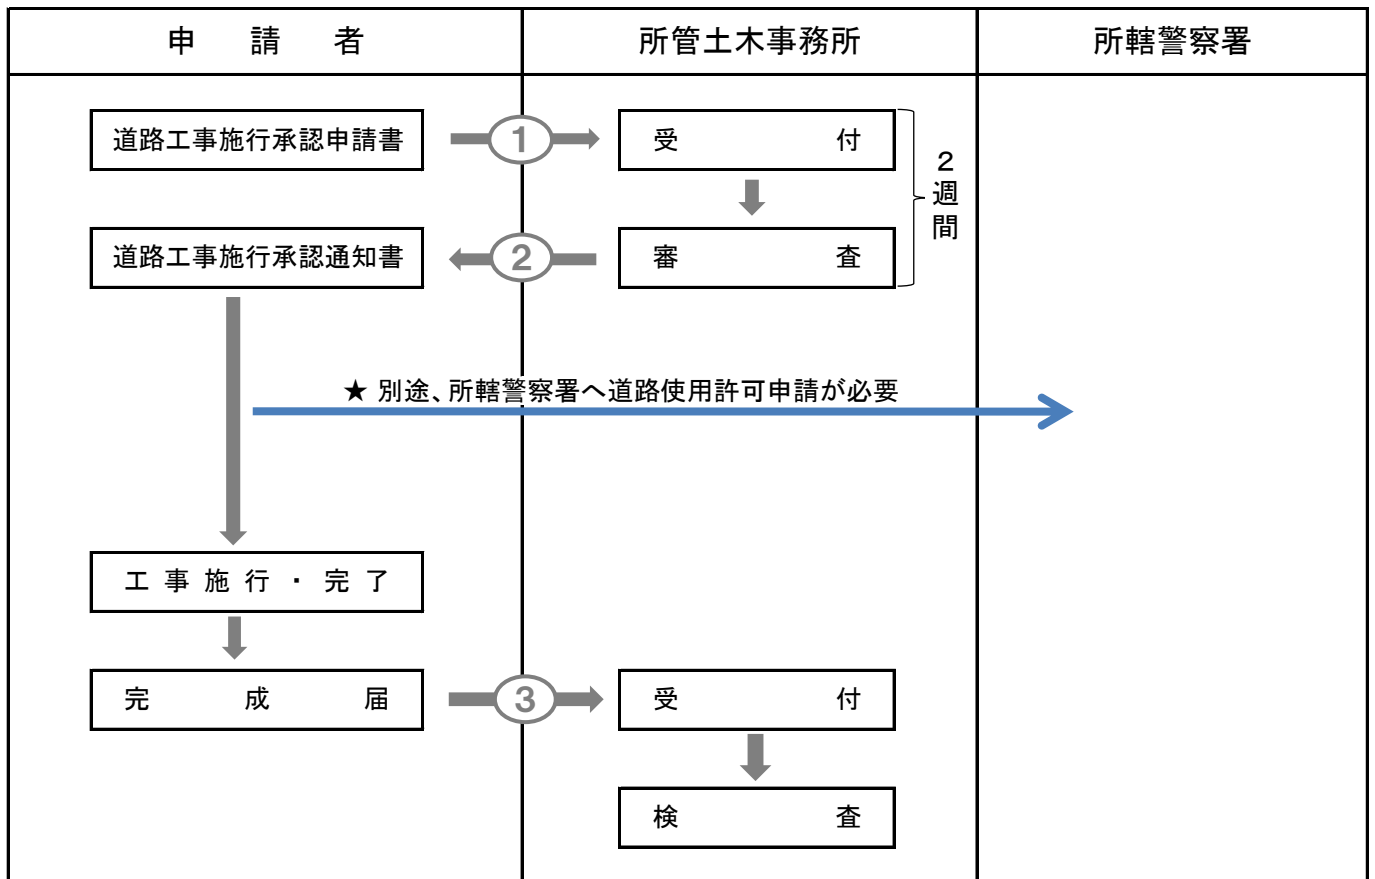 申請者
所管土木事務所
所轄警察署
道路工事施行承認申請書
1
受付
2週間
道路工事施行承認通知書
2
審査
★ 別途、所轄警察署へ道路使用許可申請が必要
工事施行・完了
完成届
3
受付
検査